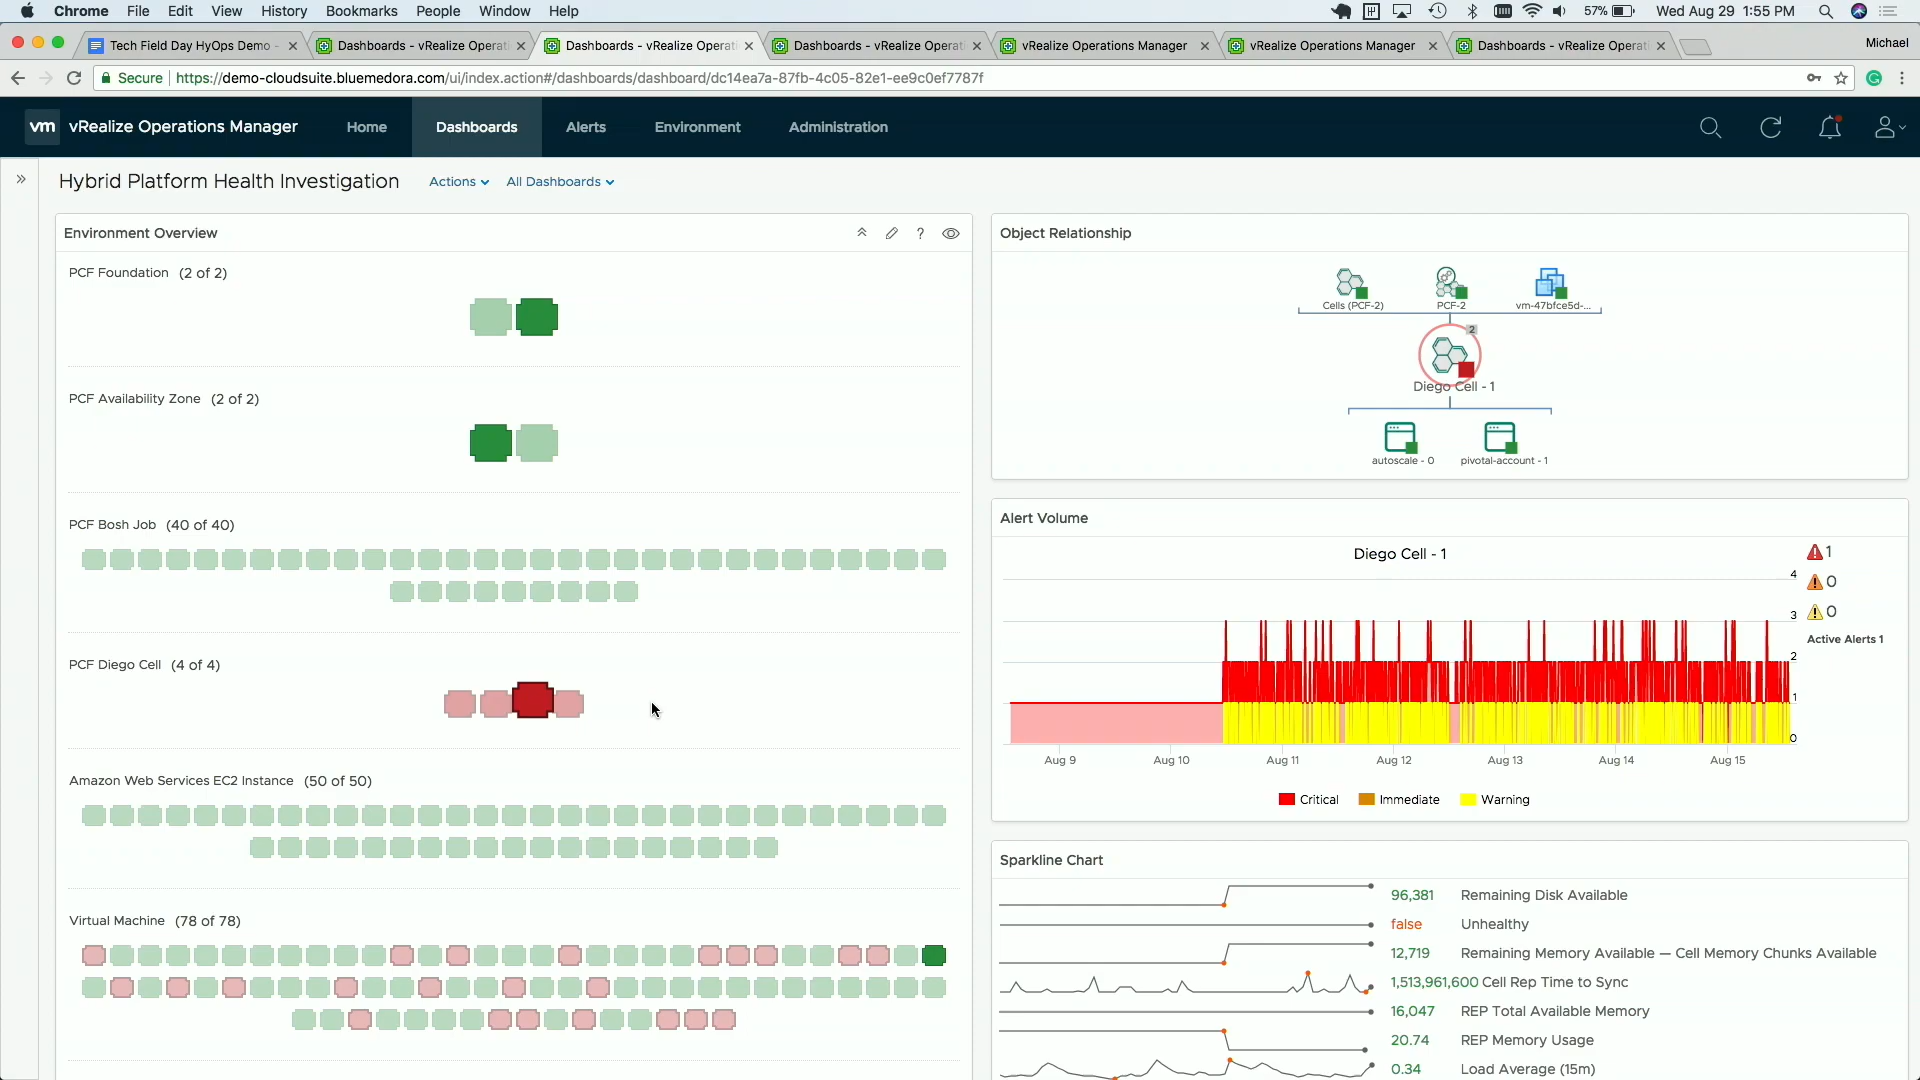 Chrome File Edit View History Bookmarks People Window Help 57% Wed Aug 29 1:55 PM
Tech Field Day HyOps Demo - Dashboards - vRealize Operati Dashboards - vRealize Operati Dashboards - vRealize Operati vRealize Operations Manager vRealize Operations Manager Dashboards - vRealize Operati Michael
Secure https://demo-cloudsuite.bluemedora.com/ui/index.action#/dashboards/dashboard/dc14ea7a-87fb-4c05-82e1-ee9c0ef7787f
vm vRealize Operations Manager Home Dashboards Alerts Environment Administration
Hybrid Platform Health Investigation Actions All Dashboards
Environment Overview ?
PCF Foundation (2 of 2)
PCF Availability Zone (2 of 2)
PCF Bosh Job (40 of 40)
PCF Diego Cell (4 of 4)
Amazon Web Services EC2 Instance (50 of 50)
Virtual Machine (78 of 78)
Object Relationship
Cells (PCF-2) PCF-2 vm-47bfce5d-...
2
Diego Cell - 1
autoscale - 0 pivotal-account - 1
Alert Volume
Diego Cell - 1
1
0
0
Active Alerts 1
4
3
2
1
0
Aug 9 Aug 10 Aug 11 Aug 12 Aug 13 Aug 14 Aug 15
Critical Immediate Warning
Sparkline Chart
96,381 Remaining Disk Available
false Unhealthy
12,719 Remaining Memory Available — Cell Memory Chunks Available
1,513,961,600 Cell Rep Time to Sync
16,047 REP Total Available Memory
20.74 REP Memory Usage
0.34 Load Average (15m)